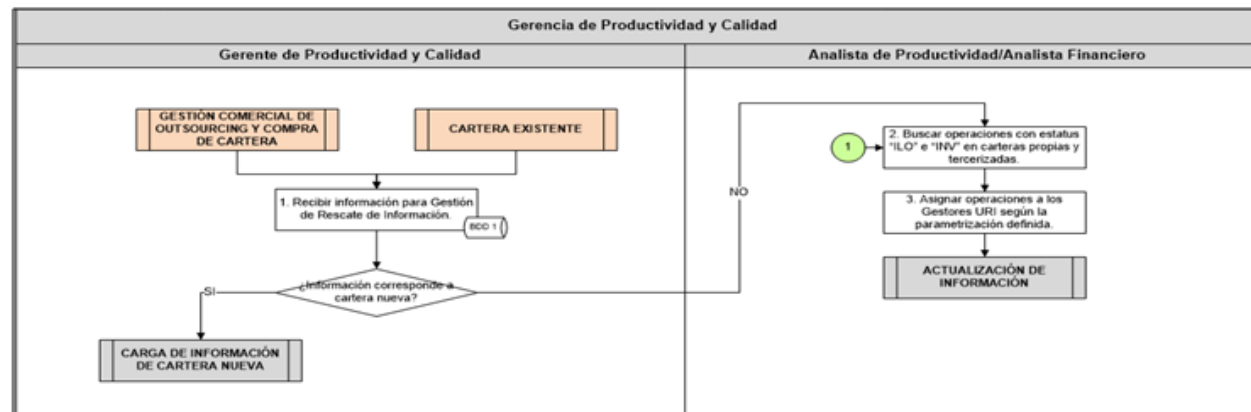 Gerencia de Productividad y Calidad
Gerente de Productividad y Calidad
Analista de Productividad/Analista Financiero
GESTIÓN COMERCIAL DE
OUTSOURCING Y COMPRA
DE CARTERA
CARTERA EXISTENTE
1. Recibir información para Gestión
de Rescate de Información.
BDD 1
¿Información corresponde a
cartera nueva?
SI
NO
CARGA DE INFORMACIÓN
DE CARTERA NUEVA
1
2. Buscar operaciones con estatus
“ILO” e “INV” en carteras propias y
tercerizadas.
3. Asignar operaciones a los
Gestores URI según la
parametrización definida.
ACTUALIZACIÓN DE
INFORMACIÓN